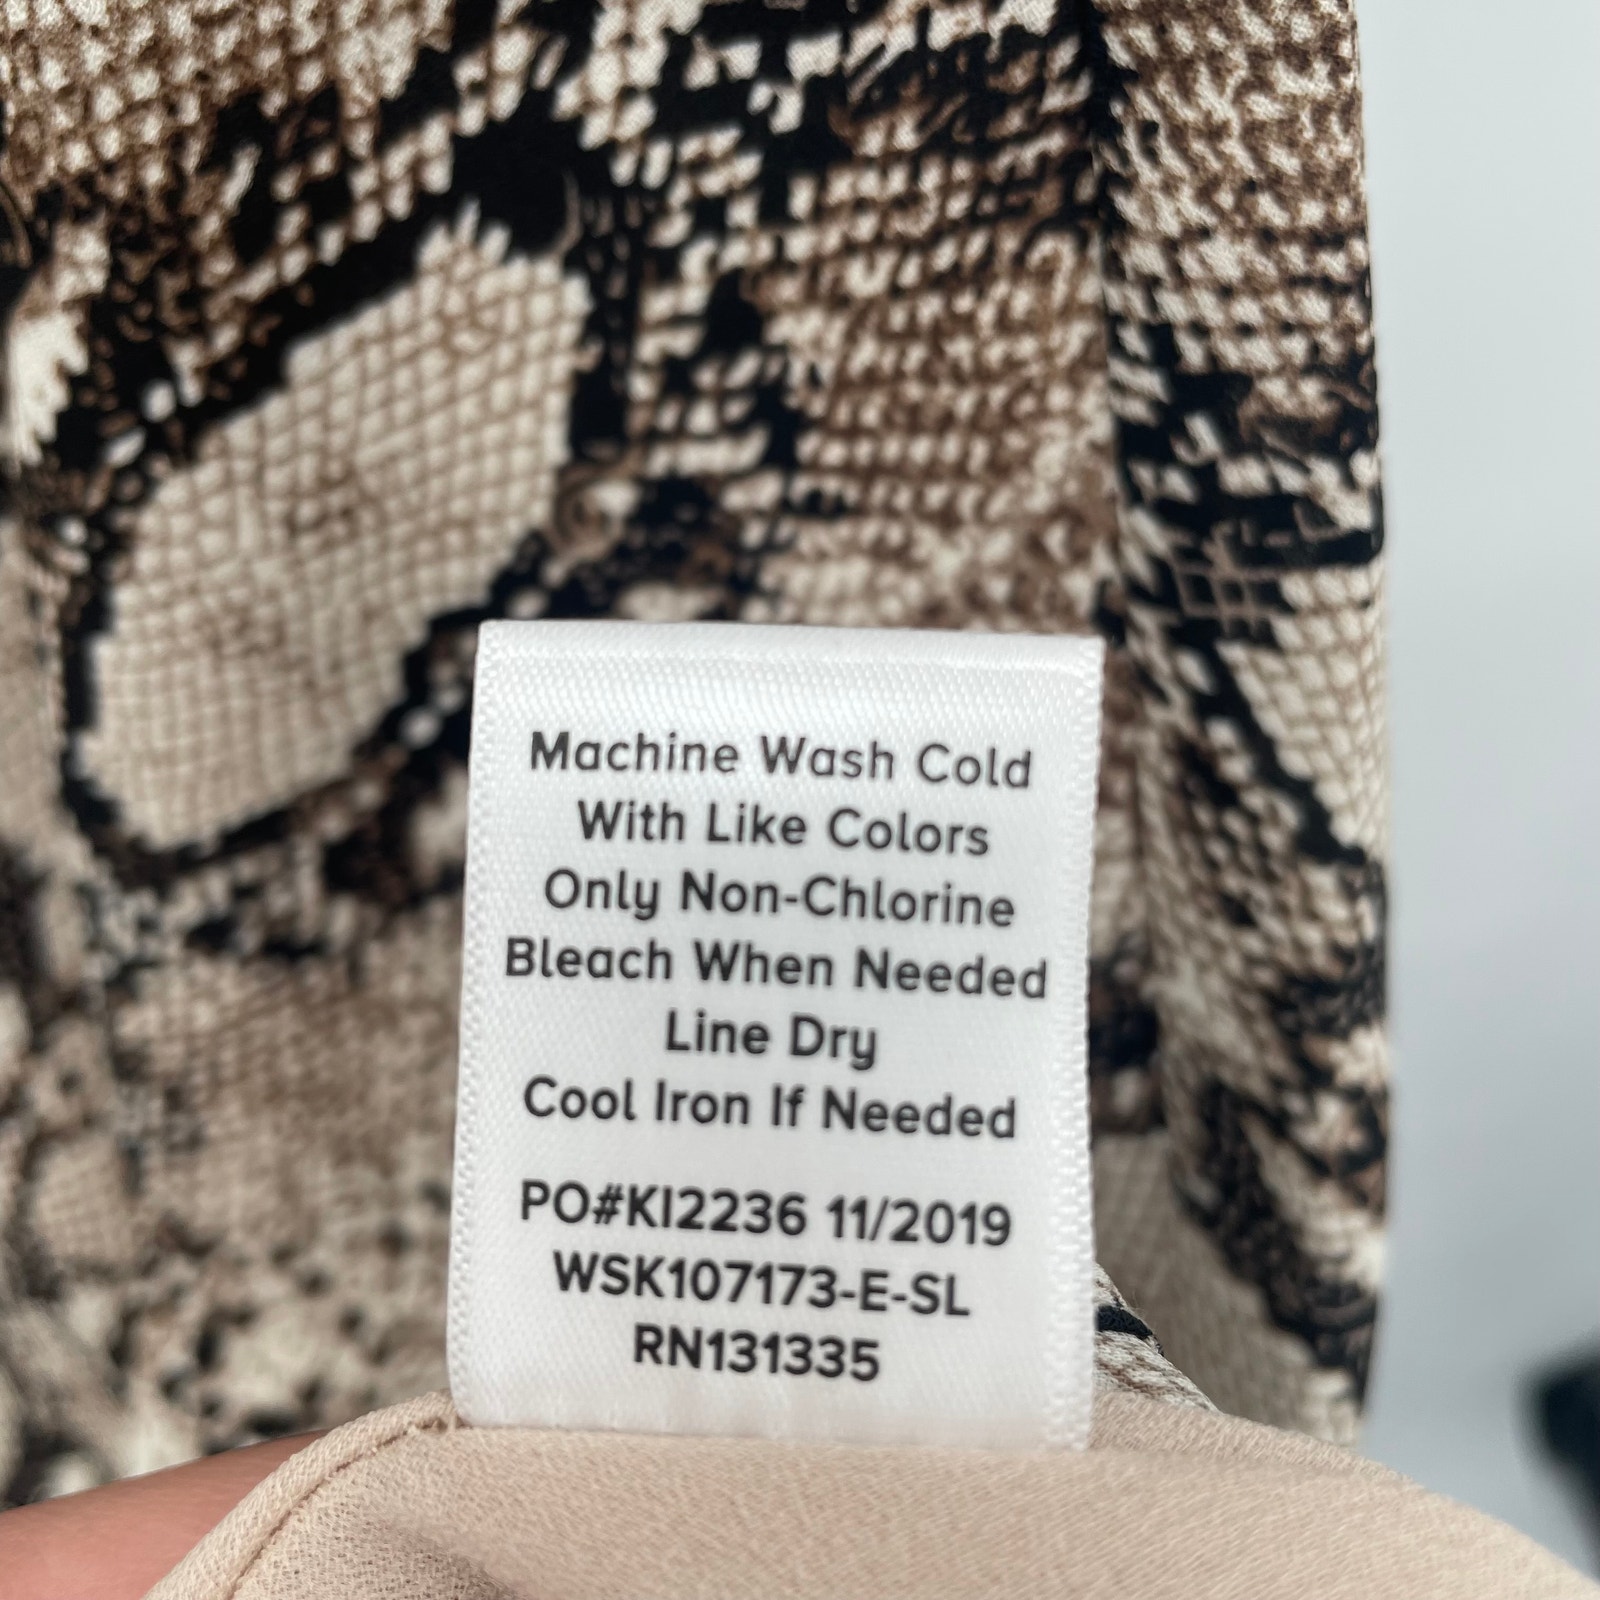 Machine Wash Cold
With Like Colors
Only Non-Chlorine
Bleach When Needed
Line Dry
Cool Iron If Needed
PO#KI2236 11/2019
WSK107173-E-SL
RN131335